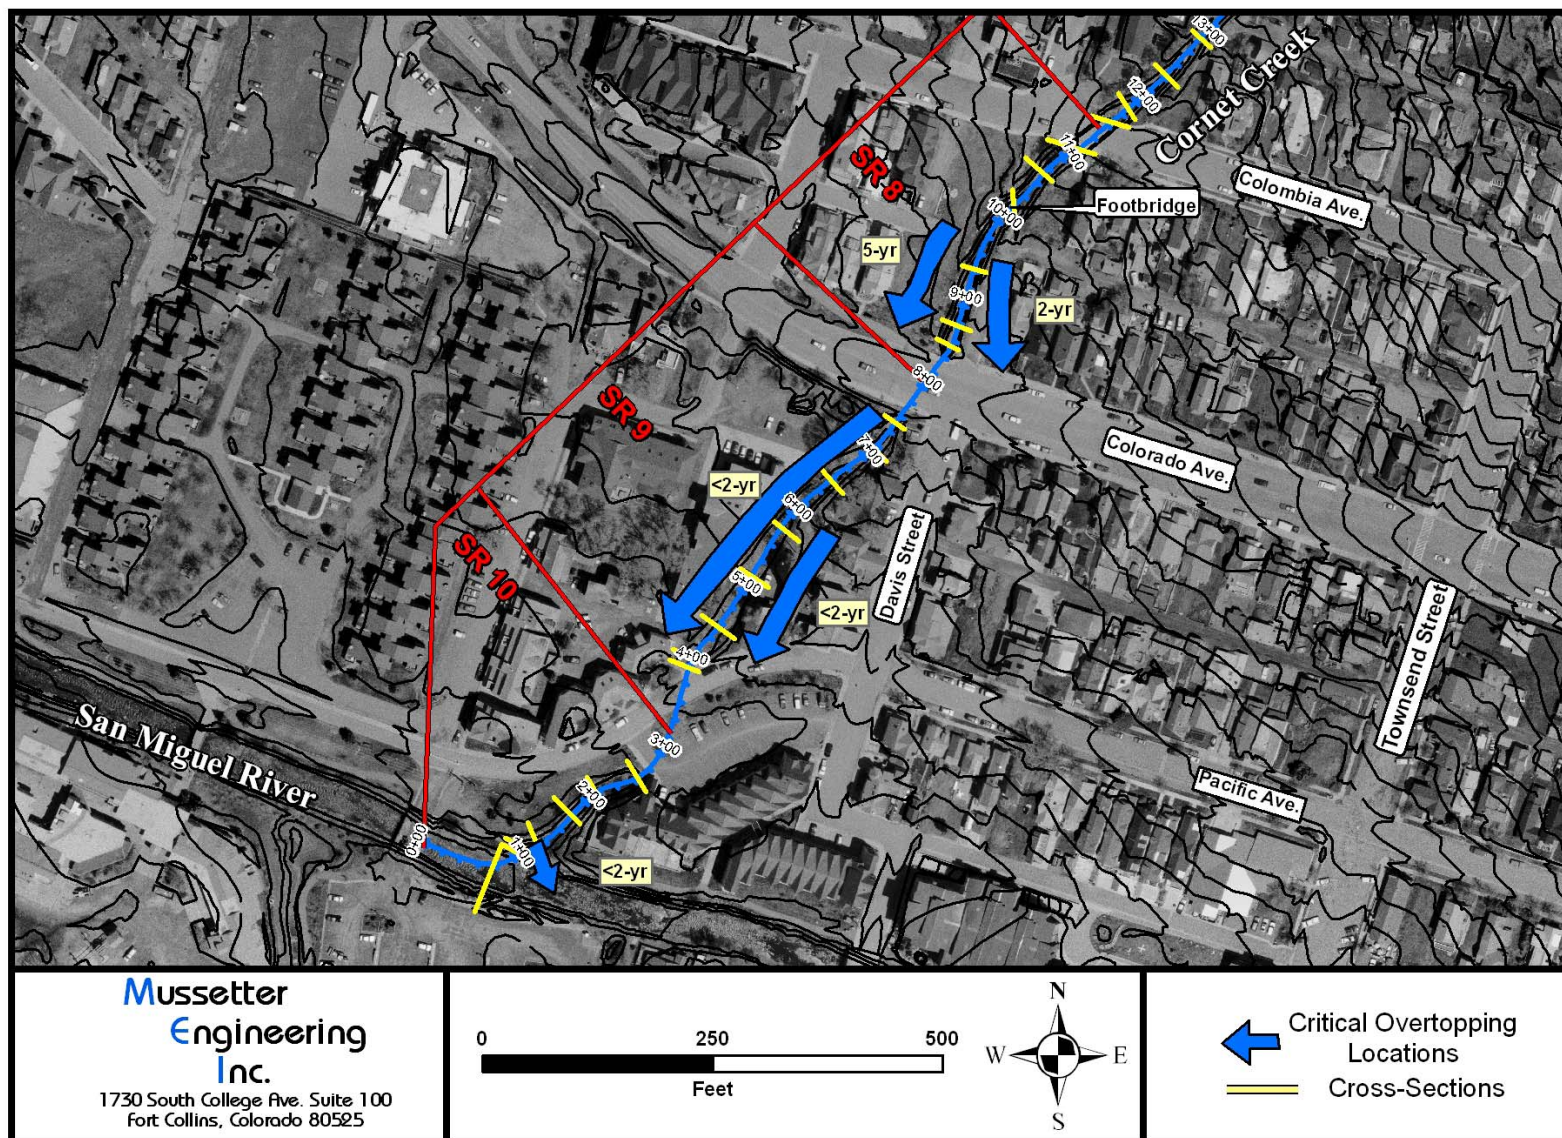 13+00
12+00
Cornet Creek
11+00
SR 8
Colombia Ave.
Footbridge
10+00
5-yr
9+00
2-yr
8+00
SR 9
7+00
Colorado Ave.
<2-yr
6+00
Davis Street
SR 10
5+00
<2-yr
Townsend Street
4+00
San Miguel River
3+00
Pacific Ave.
2+00
0+00
1+00
<2-yr
Mussetter
Engineering
Inc.
1730 South College Ave. Suite 100
Fort Collins, Colorado 80525
0 250 500
Feet
N
W E
S
Critical Overtopping
Locations
Cross-Sections